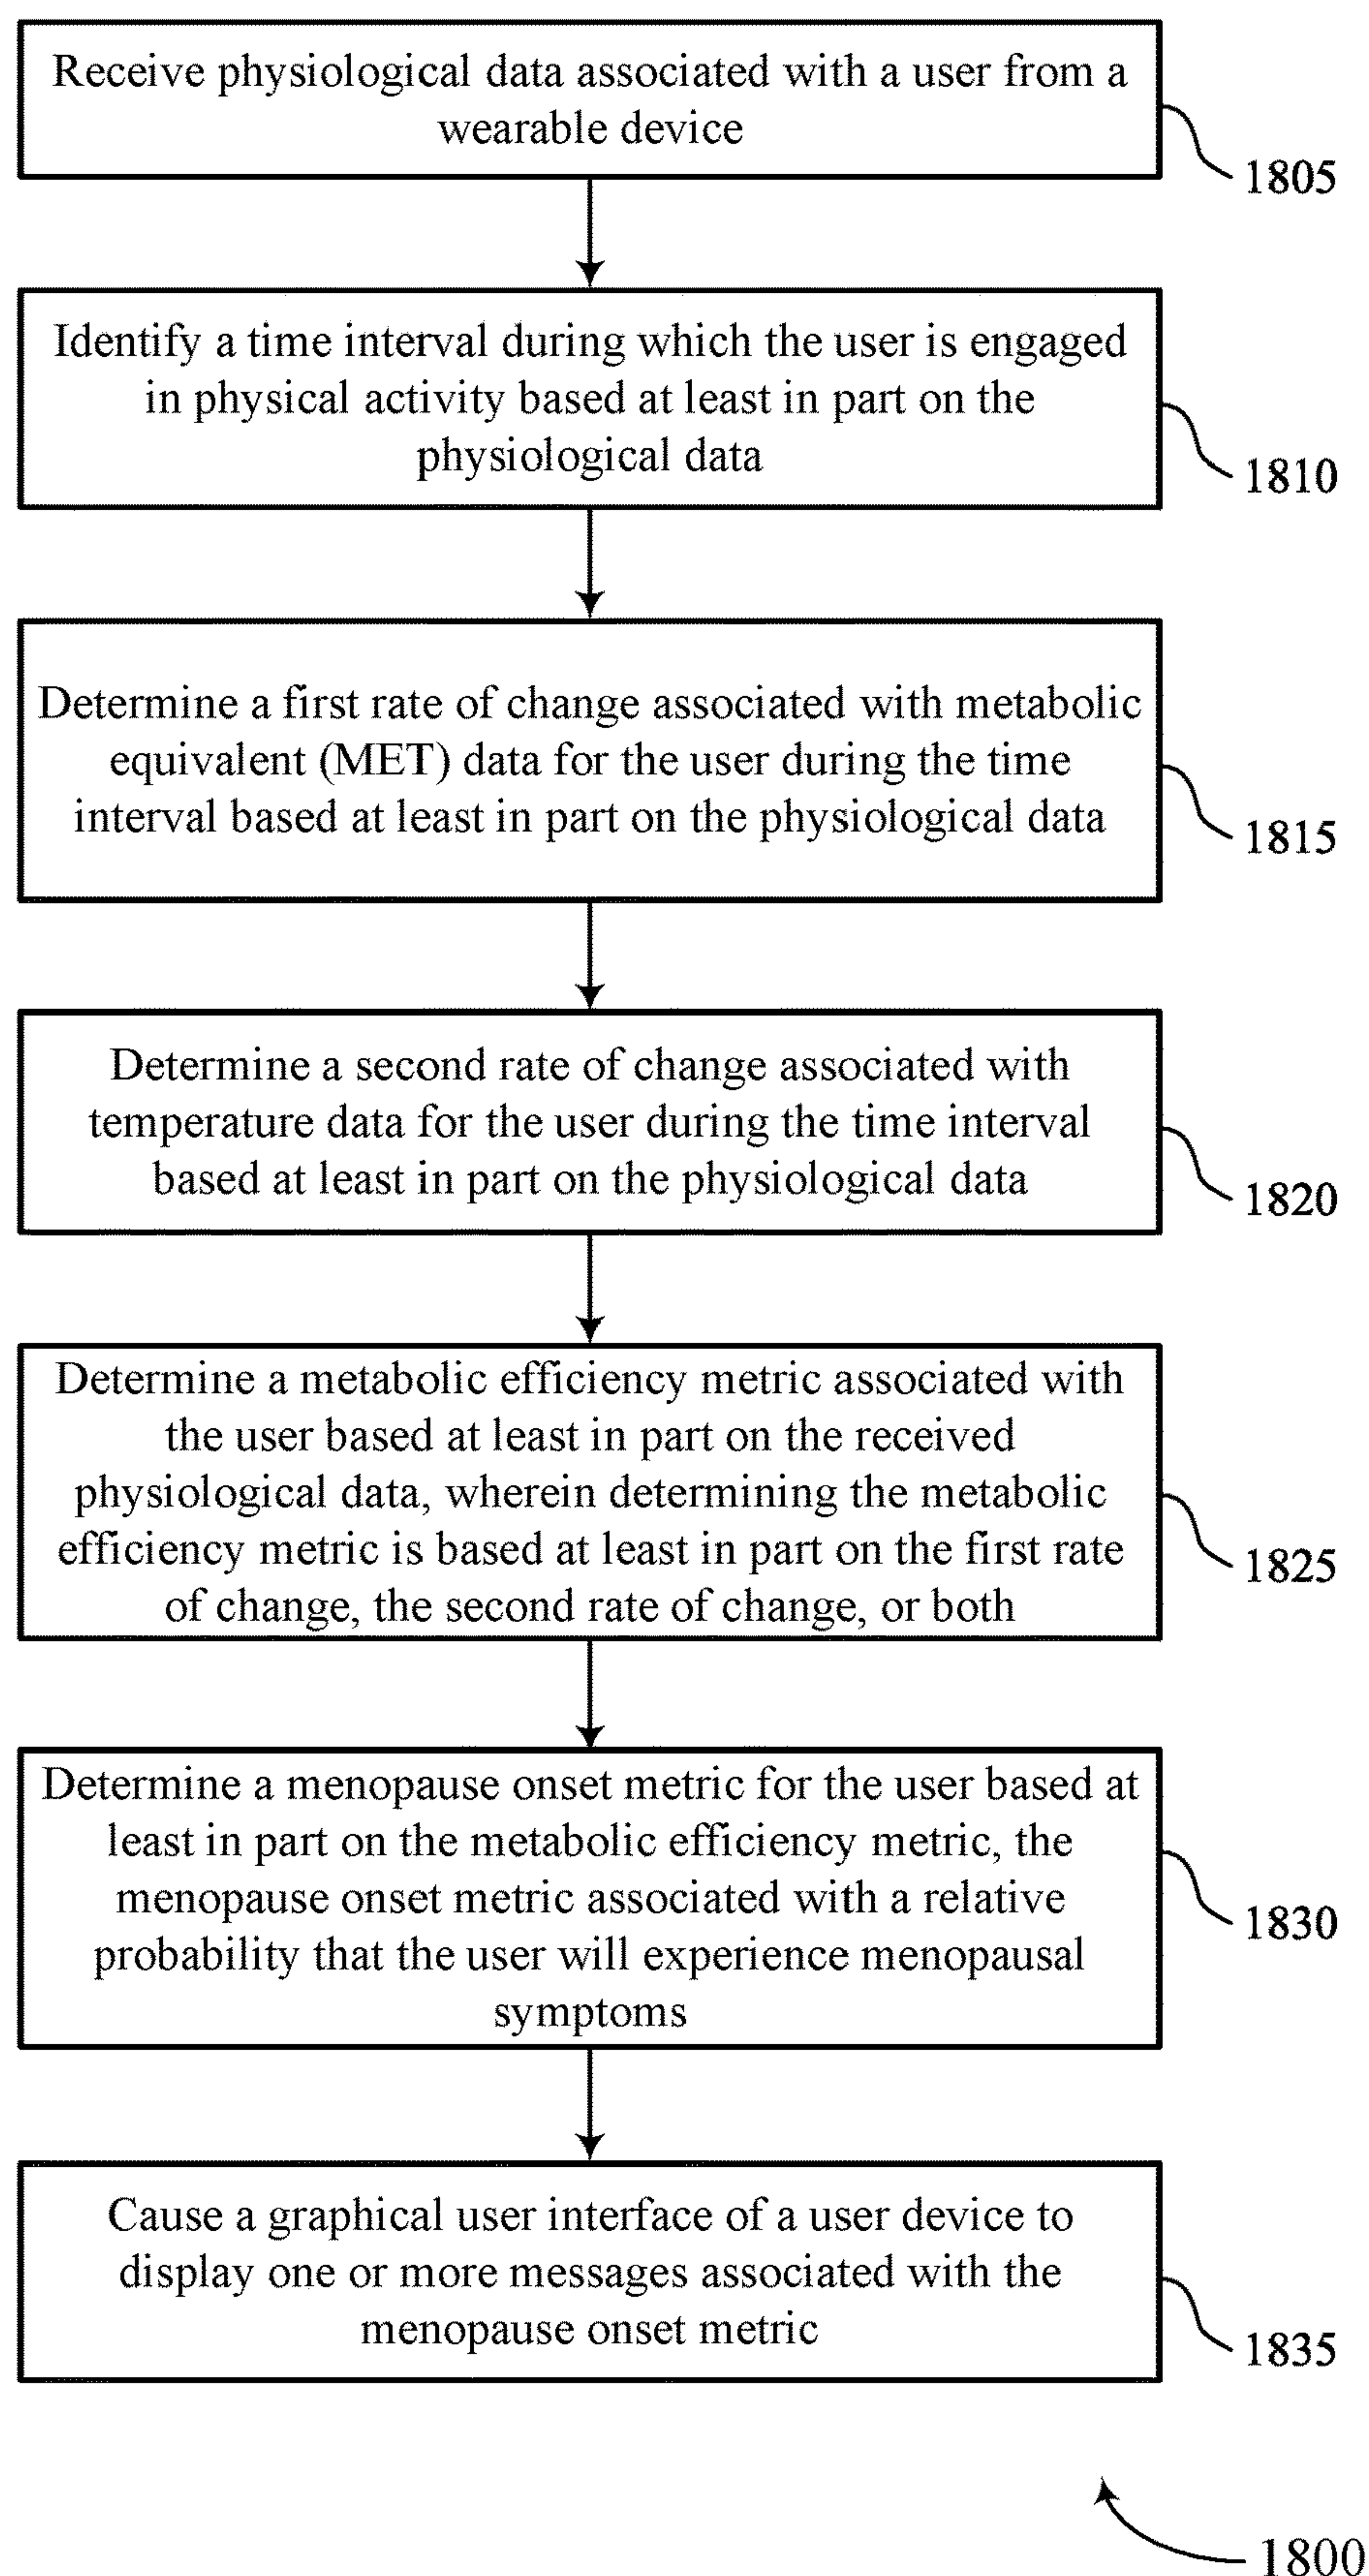 Receive physiological data associated with a user from a
wearable device
1805
Identify a time interval during which the user is engaged
in physical activity based at least in part on the
physiological data
1810
Determine a first rate of change associated with metabolic
equivalent (MET) data for the user during the time
interval based at least in part on the physiological data
1815
Determine a second rate of change associated with
temperature data for the user during the time interval
based at least in part on the physiological data
1820
Determine a metabolic efficiency metric associated with
the user based at least in part on the received
physiological data, wherein determining the metabolic
efficiency metric is based at least in part on the first rate
of change, the second rate of change, or both
1825
Determine a menopause onset metric for the user based at
least in part on the metabolic efficiency metric, the
menopause onset metric associated with a relative
probability that the user will experience menopausal
symptoms
1830
Cause a graphical user interface of a user device to
display one or more messages associated with the
menopause onset metric
1835
1800